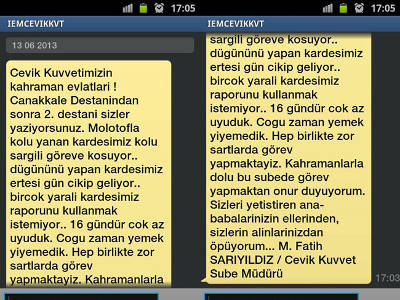 17:05
IEMCEVIKKVT
13 06 2013
Cevik Kuvvetimizin
kahraman evlatlari !
Canakkale Destanindan
sonra 2. destani sizler
yaziyorsunuz. Molotofla
kolu yanan kardesimiz kolu
sargili göreve kosuyor..
dügününü yapan kardesimiz
ertesi gün cikip geliyor..
bircok yarali kardesimiz
raporunu kullanmak
istemiyor.. 16 gündür cok az
uyuduk. Cogu zaman yemek
yiyemedik. Hep birlikte zor
sartlarda görev
yapmaktayiz. Kahramanlarla
17:05
IEMCEVIKKVT
sargili göreve kosuyor..
dügününü yapan kardesimiz
ertesi gün cikip geliyor..
bircok yarali kardesimiz
raporunu kullanmak
istemiyor.. 16 gündür cok az
uyuduk. Cogu zaman yemek
yiyemedik. Hep birlikte zor
sartlarda görev
yapmaktayiz. Kahramanlarla
dolu bu subede görev
yapmaktan onur duyuyorum.
Sizleri yetistiren ana-
babalarinizin ellerinden,
sizlerin alinlarinizdan
öpüyorum... M. Fatih
SARIYILDIZ / Cevik Kuvvet
Sube Müdürü
17:03